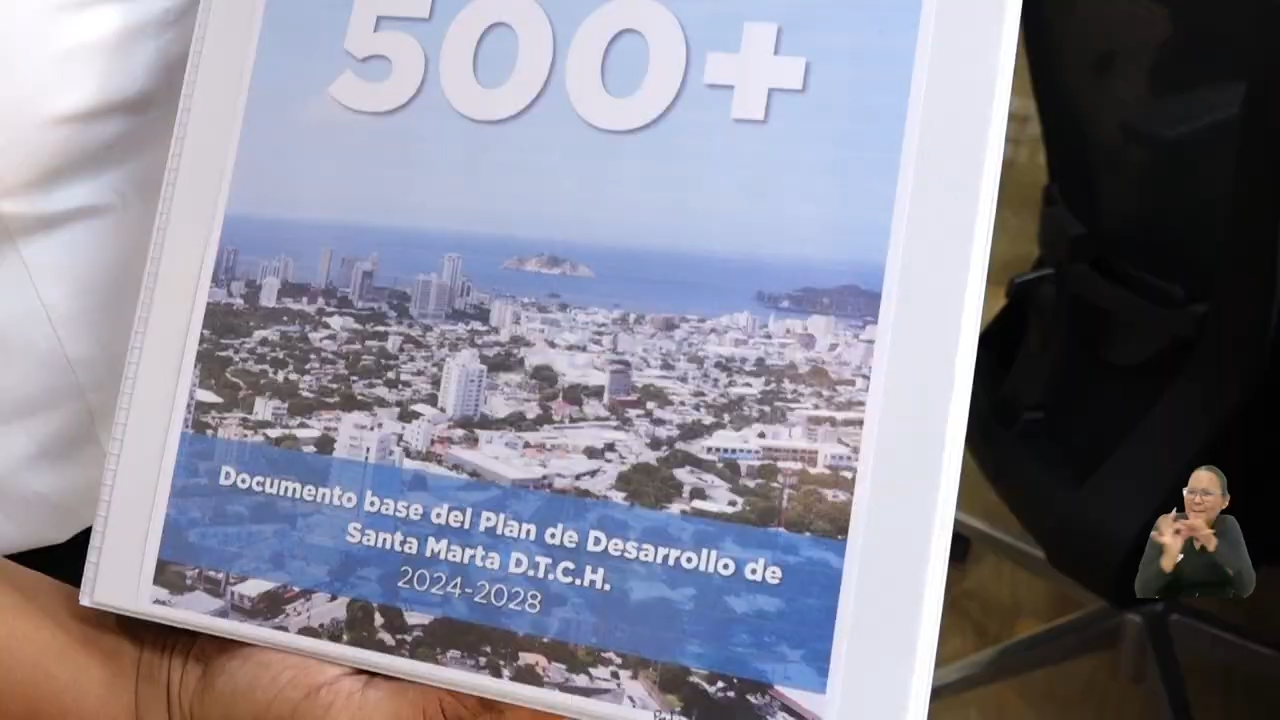 500+
Documento base del Plan de Desarrollo de
Santa Marta D.T.C.H.
2024-2028